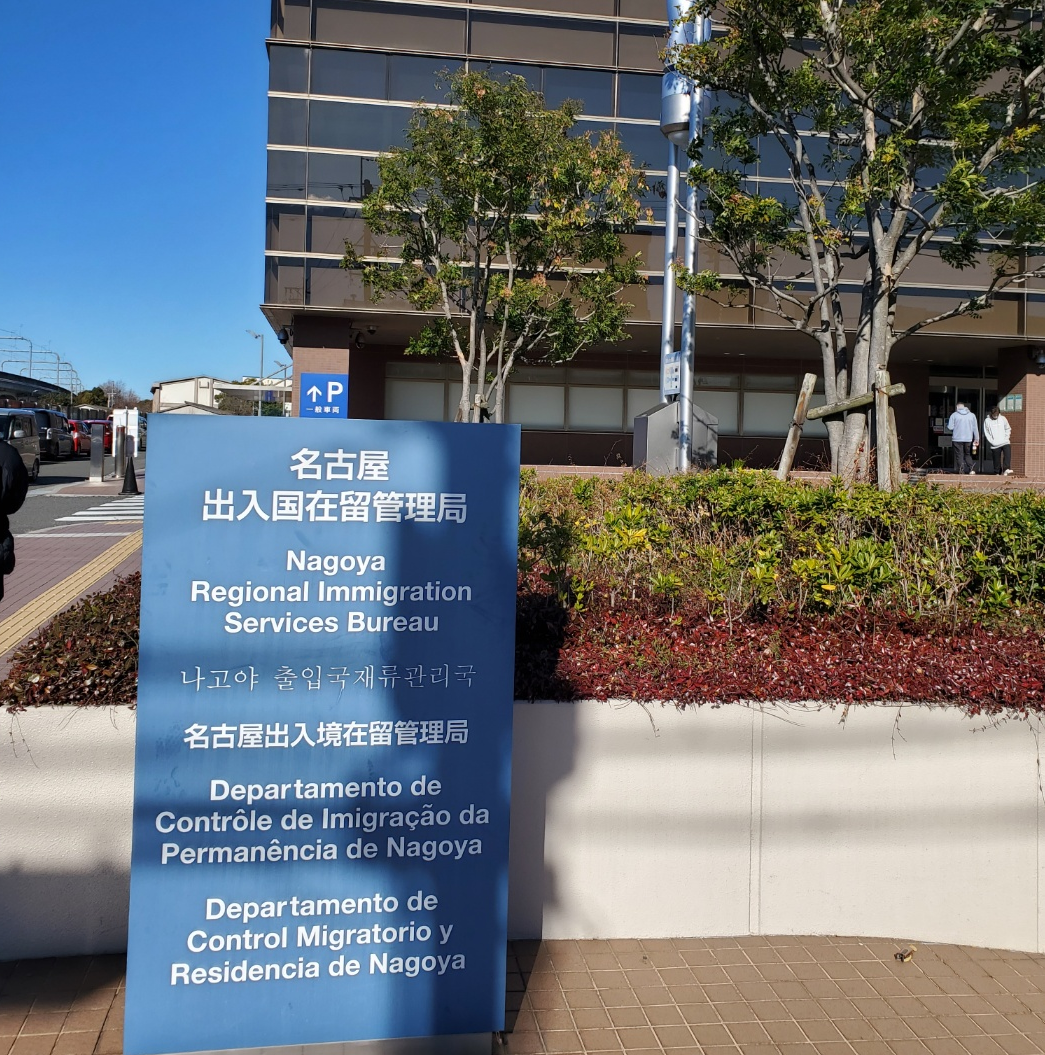 P
一般車両
名古屋
出入国在留管理局
Nagoya
Regional Immigration
Services Bureau
나고야 출입국재류관리국
名古屋出入境在留管理局
Departamento de
Contrôle de Imigração da
Permanência de Nagoya
Departamento de
Control Migratorio y
Residencia de Nagoya